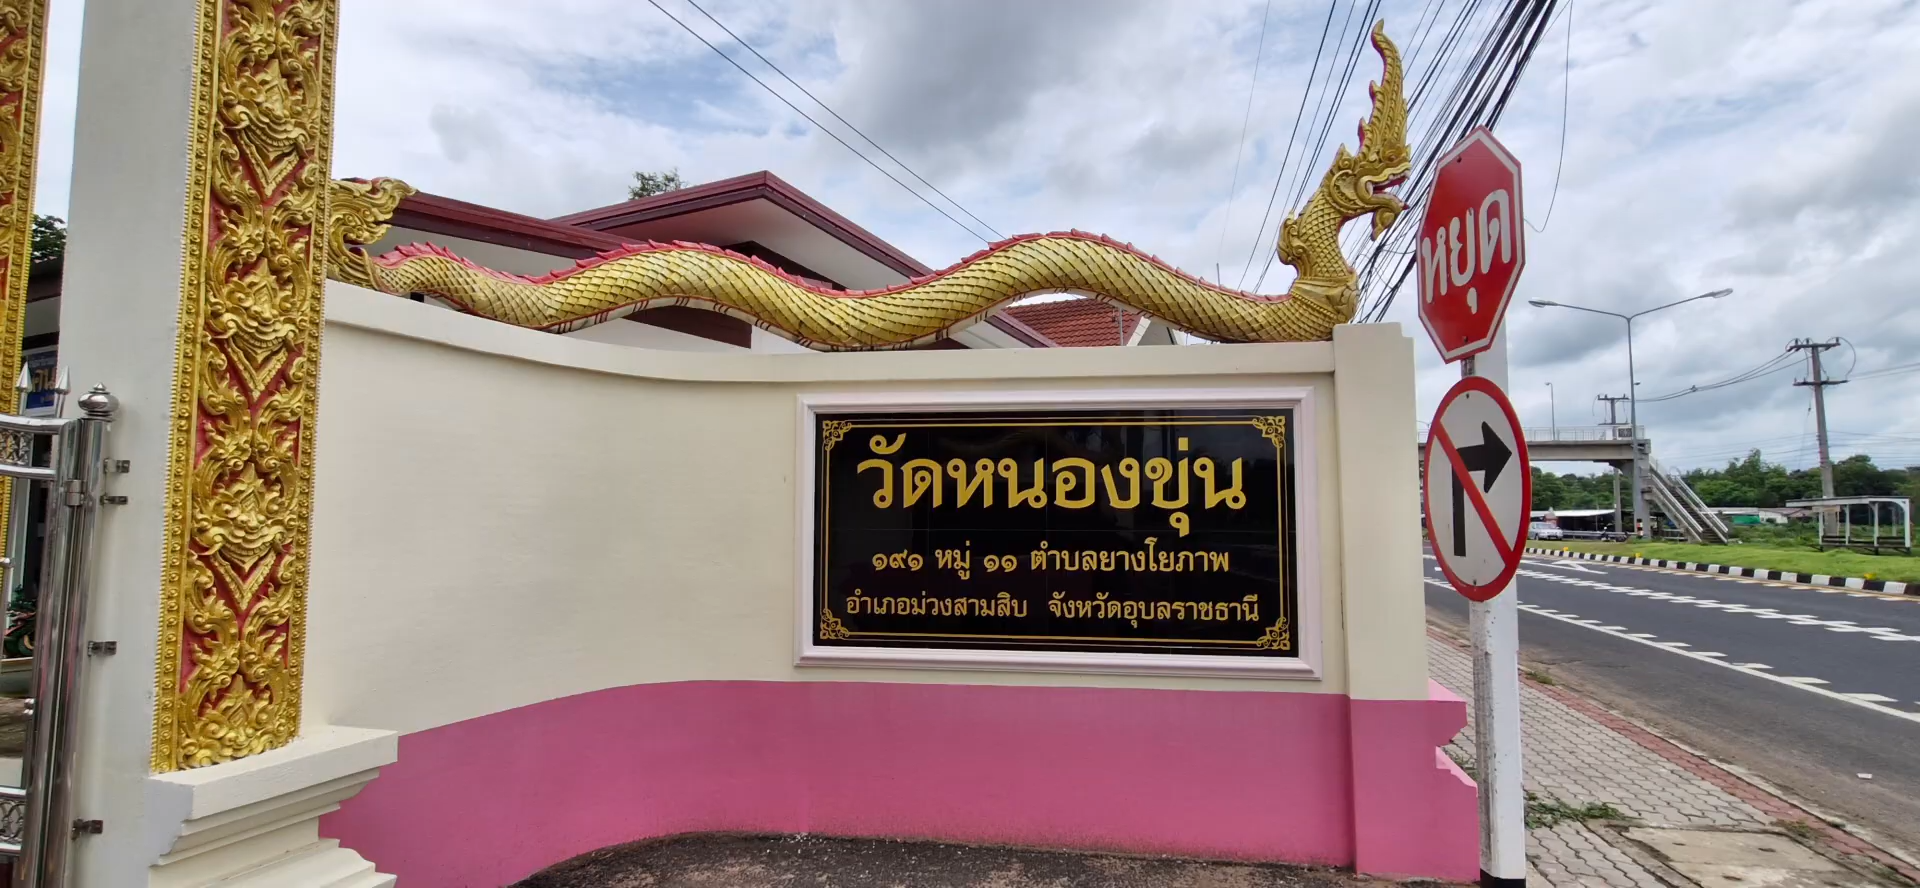 วัดหนองขุ่น
๑๙๑ หมู่ ๑๑ ตำบลยางโยภาพ
อำเภอม่วงสามสิบ จังหวัดอุบลราชธานี
หยุด